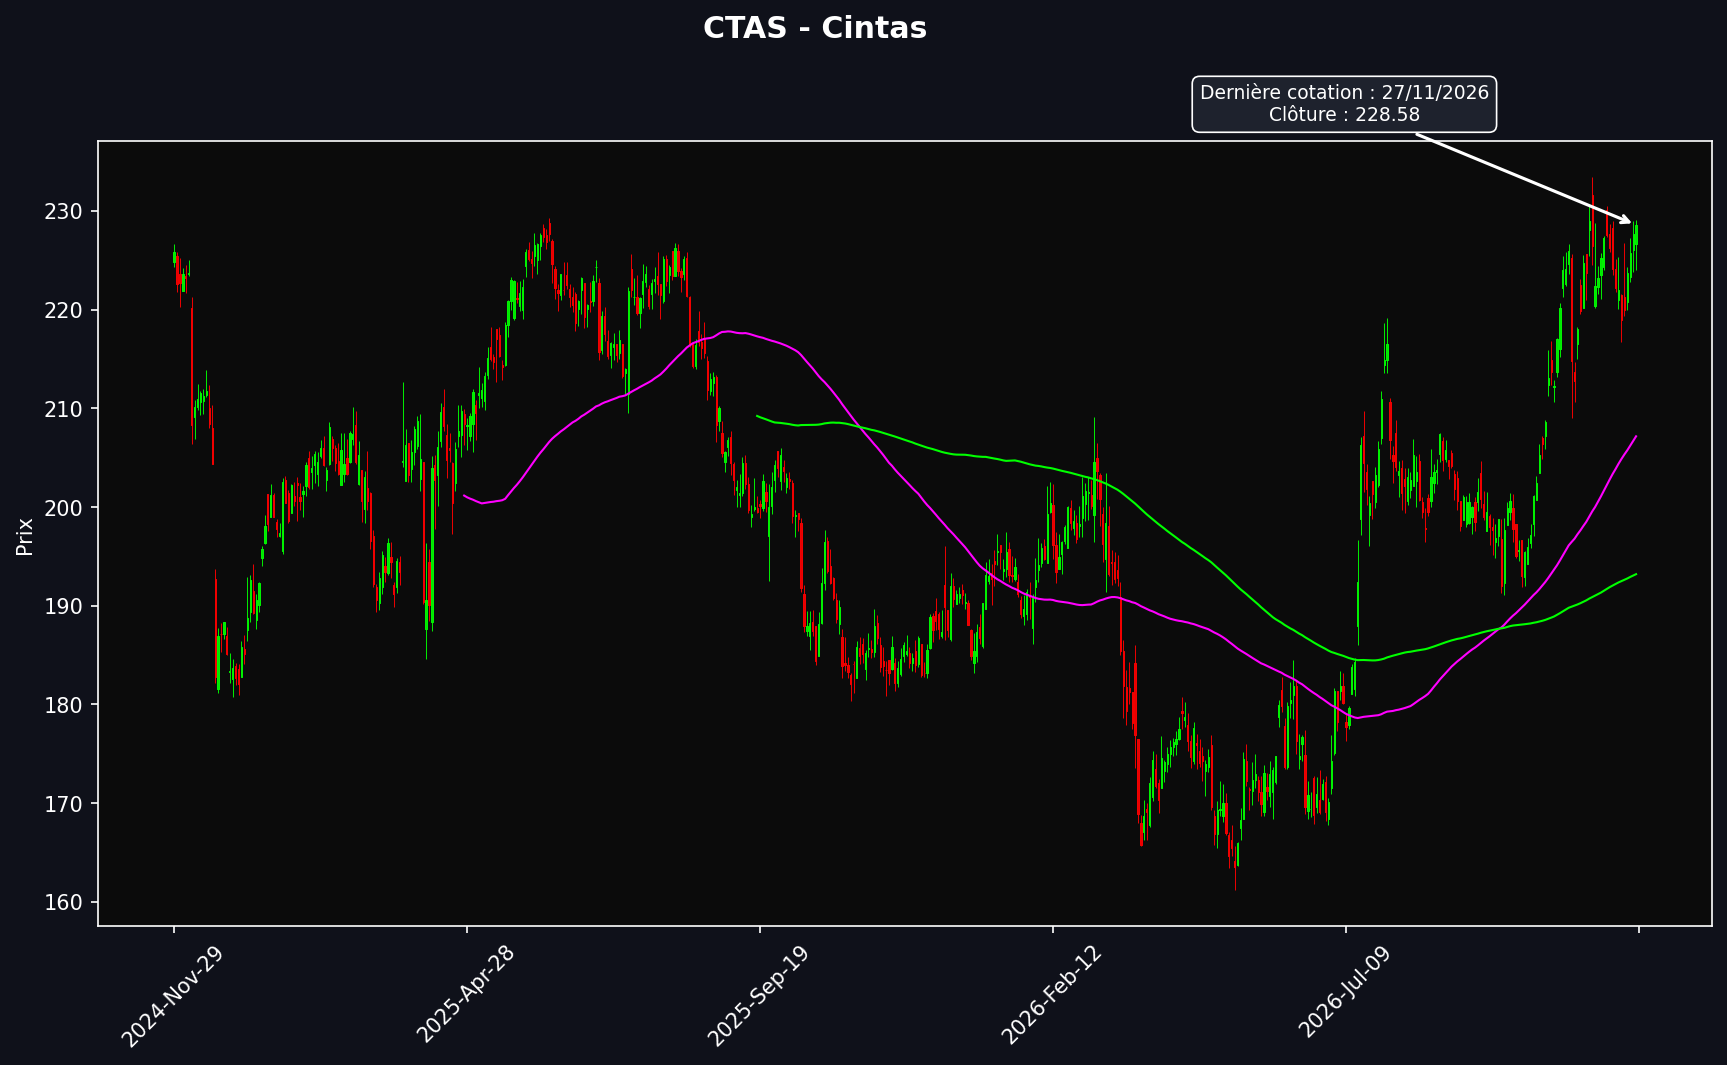 CTAS - Cintas
Dernière cotation : 27/11/2026
Clôture : 228.58
Prix
230
220
210
200
190
180
170
160
2024-Nov-29
2025-Apr-28
2025-Sep-19
2026-Feb-12
2026-Jul-09